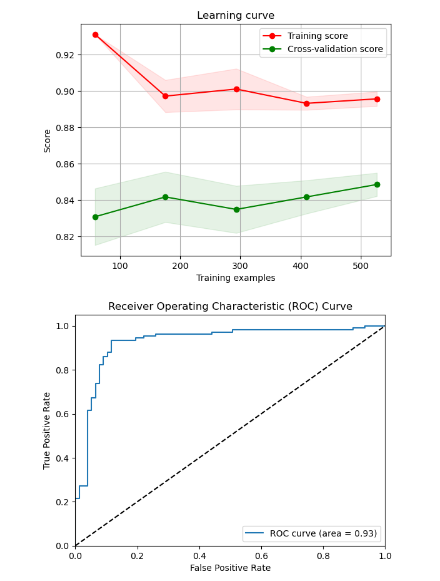 Learning curve
Training score
Cross-validation score
0.92
0.90
0.88
0.86
0.84
0.82
Score
100 200 300 400 500
Training examples
Receiver Operating Characteristic (ROC) Curve
1.0
0.8
0.6
0.4
0.2
0.0
True Positive Rate
ROC curve (area = 0.93)
0.0 0.2 0.4 0.6 0.8 1.0
False Positive Rate